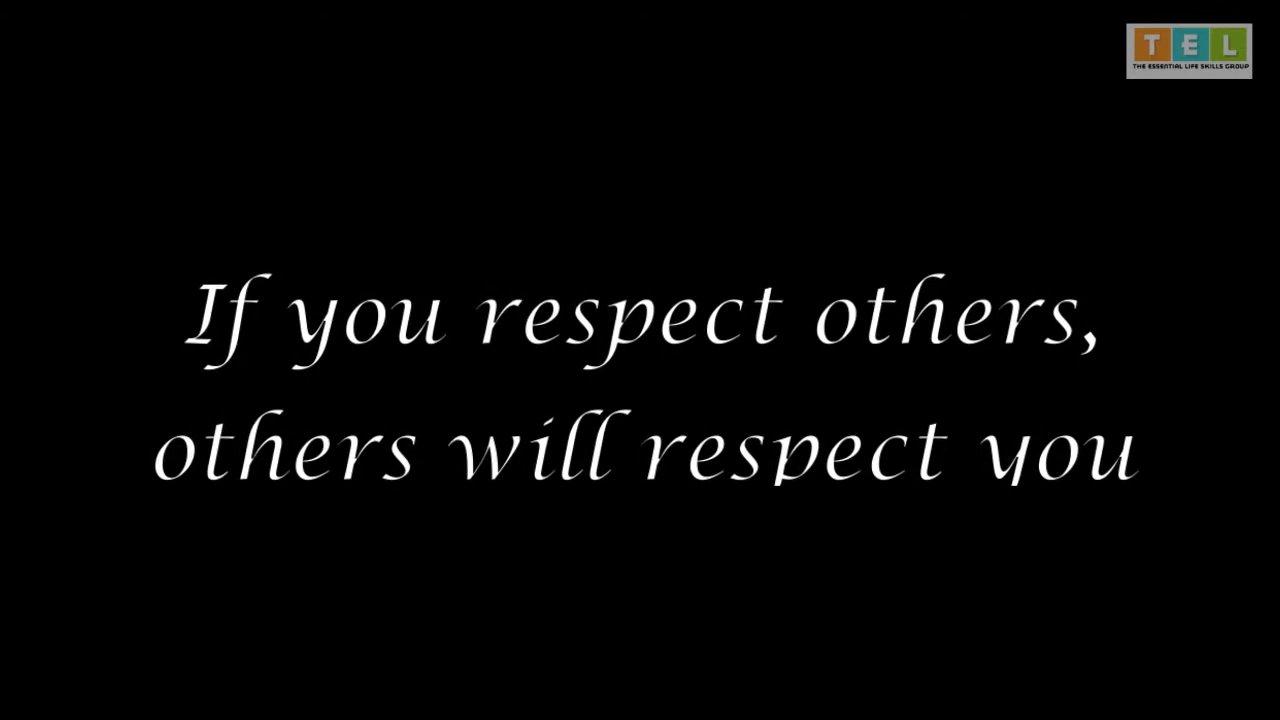 T E L
THE ESSENTIAL LIFE SKILLS GROUP
If you respect others,
others will respect you